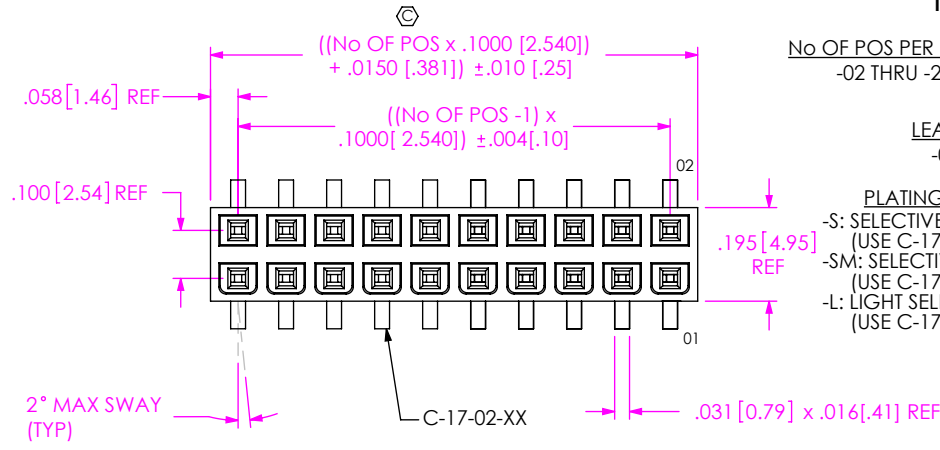 C
((No OF POS x .1000 [2.540])
+ .0150 [.381]) ±.010 [.25]
.058[1.46] REF
((No OF POS -1) x
.1000[ 2.540]) ±.004[.10]
.100 [2.54] REF
02
.195[4.95]
REF
01
2° MAX SWAY
(TYP)
C-17-02-XX
.031 [0.79] x .016[.41] REF
No OF POS PER
-02 THRU -2
LEA
PLATING
-S: SELECTIVE
(USE C-17
-SM: SELECTIV
(USE C-17
-L: LIGHT SEL
(USE C-17